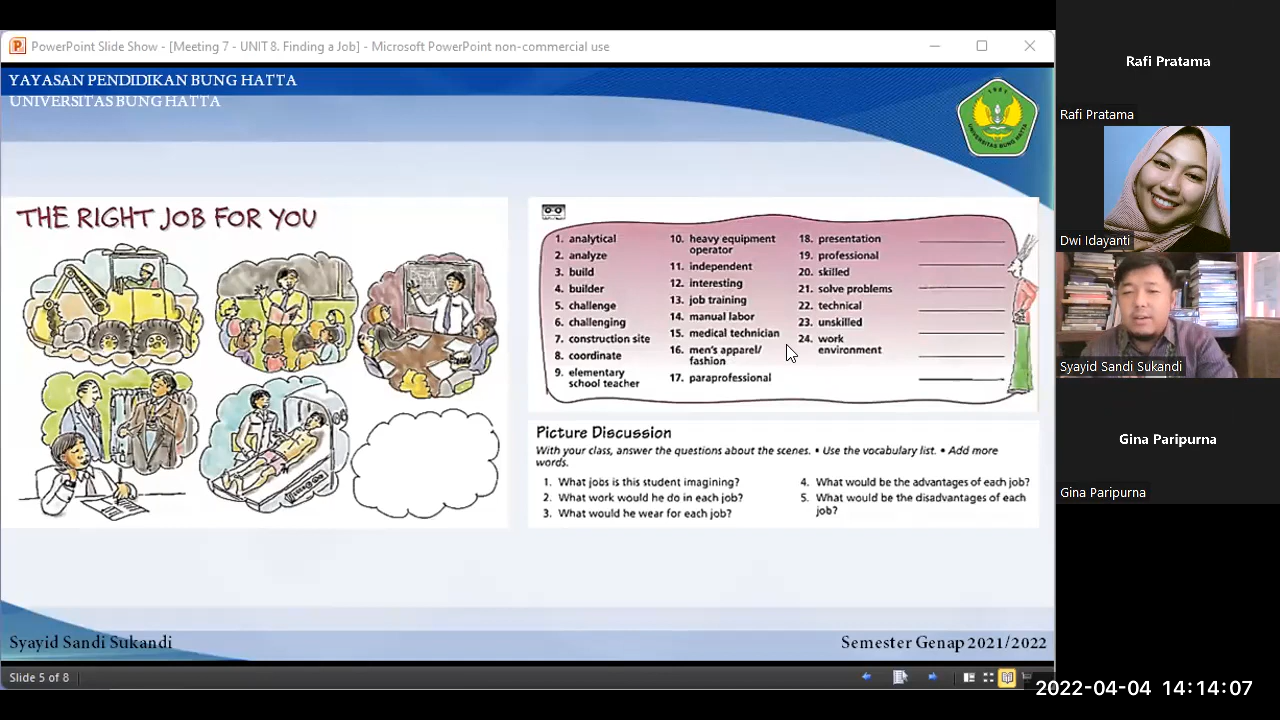 PowerPoint Slide Show - [Meeting 7 - UNIT 8. Finding a Job] - Microsoft PowerPoint non-commercial use
YAYASAN PENDIDIKAN BUNG HATTA
UNIVERSITAS BUNG HATTA
THE RIGHT JOB FOR YOU
1. analytical
2. analyze
3. build
4. builder
5. challenge
6. challenging
7. construction site
8. coordinate
9. elementary
school teacher
10. heavy equipment
operator
11. independent
12. interesting
13. job training
14. manual labor
15. medical technician
16. men's apparel/
fashion
17. paraprofessional
18. presentation
19. professional
20. skilled
21. solve problems
22. technical
23. unskilled
24. work
environment
Picture Discussion
With your class, answer the questions about the scenes. • Use the vocabulary list. • Add more
words.
1. What jobs is this student imagining?
2. What work would he do in each job?
3. What would he wear for each job?
4. What would be the advantages of each job?
5. What would be the disadvantages of each
job?
Syayid Sandi Sukandi
Semester Genap 2021/2022
Slide 5 of 8
Rafi Pratama
Rafi Pratama
Dwi Idayanti
Syayid Sandi Sukandi
Gina Paripurna
Gina Paripurna
2022-04-04 14:14:07